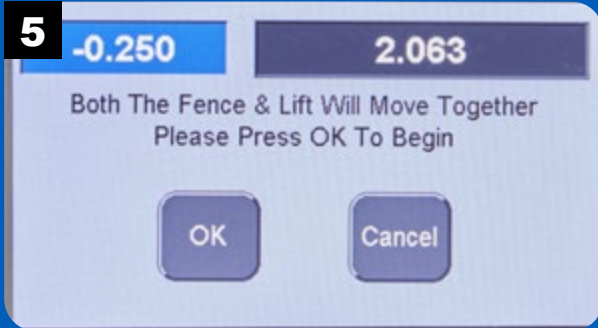 5
-0.250 2.063
Both The Fence & Lift Will Move Together
Please Press OK To Begin
OK Cancel